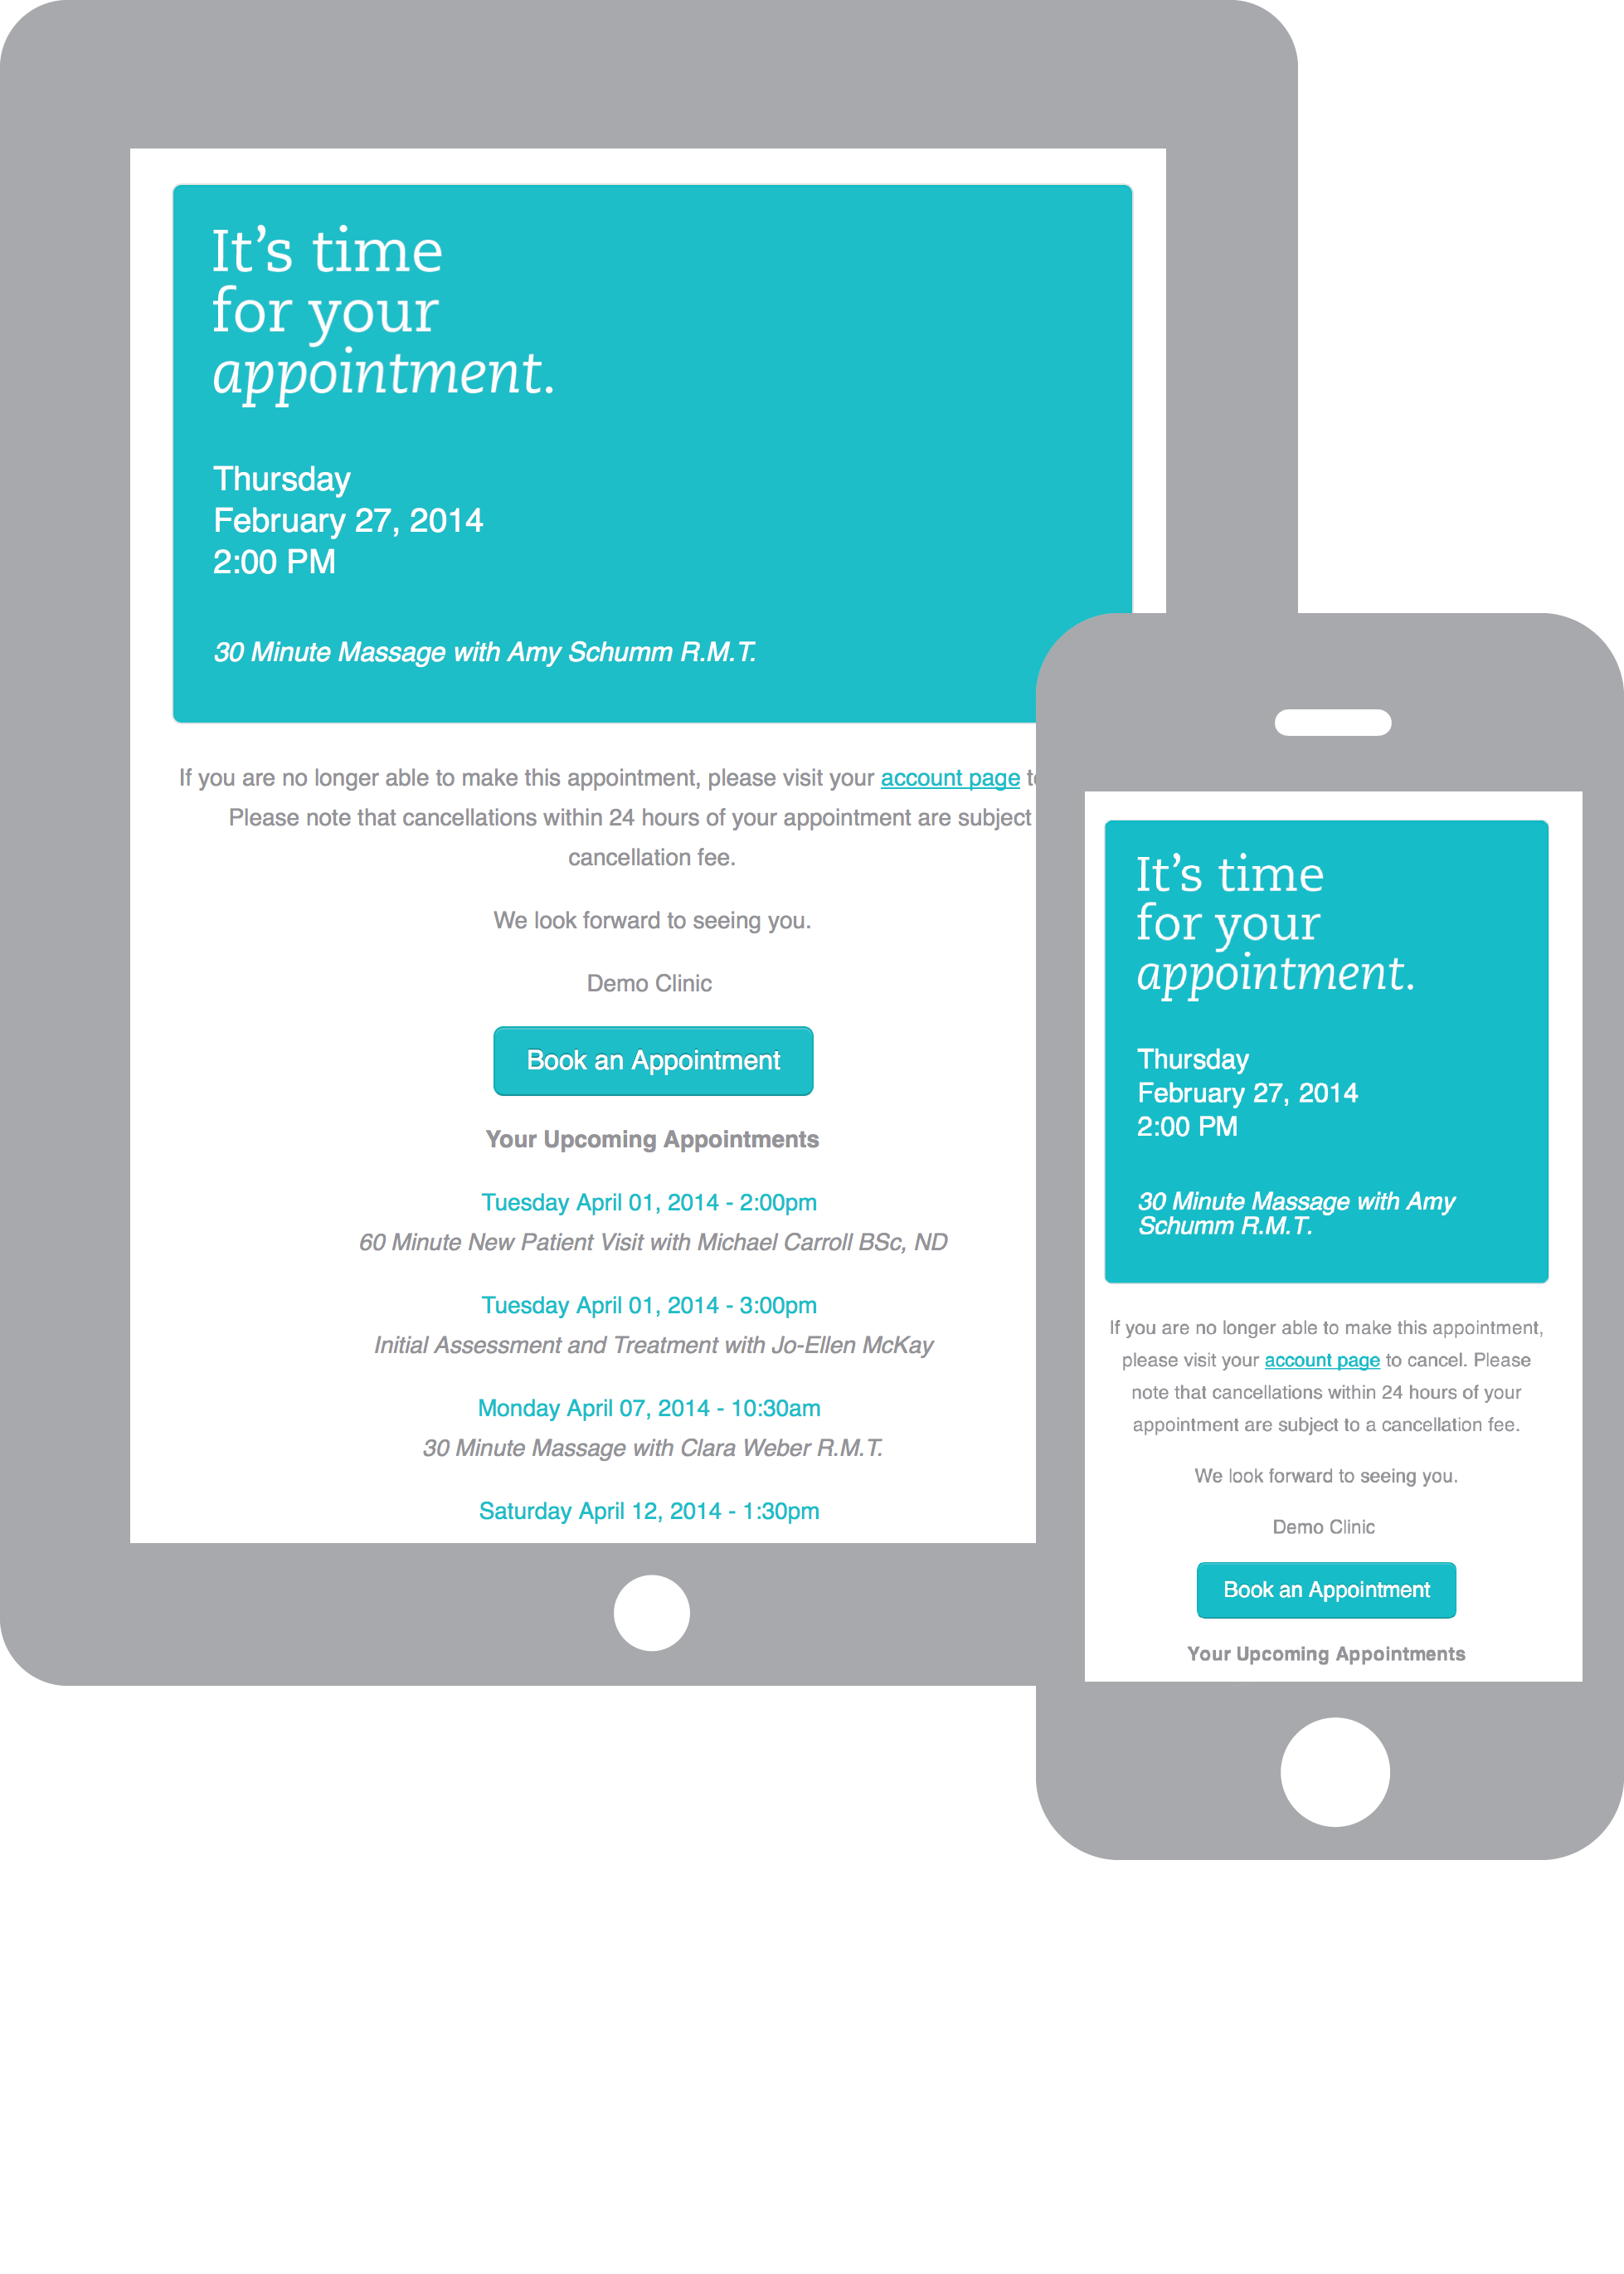 It’s time
for your
appointment.
Thursday
February 27, 2014
2:00 PM
30 Minute Massage with Amy Schumm R.M.T.
If you are no longer able to make this appointment, please visit your account page
Please note that cancellations within 24 hours of your appointment are subject
cancellation fee.
We look forward to seeing you.
Demo Clinic
Book an Appointment
Your Upcoming Appointments
Tuesday April 01, 2014 - 2:00pm
60 Minute New Patient Visit with Michael Carroll BSc, ND
Tuesday April 01, 2014 - 3:00pm
Initial Assessment and Treatment with Jo-Ellen McKay
Monday April 07, 2014 - 10:30am
30 Minute Massage with Clara Weber R.M.T.
Saturday April 12, 2014 - 1:30pm
It’s time
for your
appointment.
Thursday
February 27, 2014
2:00 PM
30 Minute Massage with Amy
Schumm R.M.T.
If you are no longer able to make this appointment,
please visit your account page to cancel. Please
note that cancellations within 24 hours of your
appointment are subject to a cancellation fee.
We look forward to seeing you.
Demo Clinic
Book an Appointment
Your Upcoming Appointments